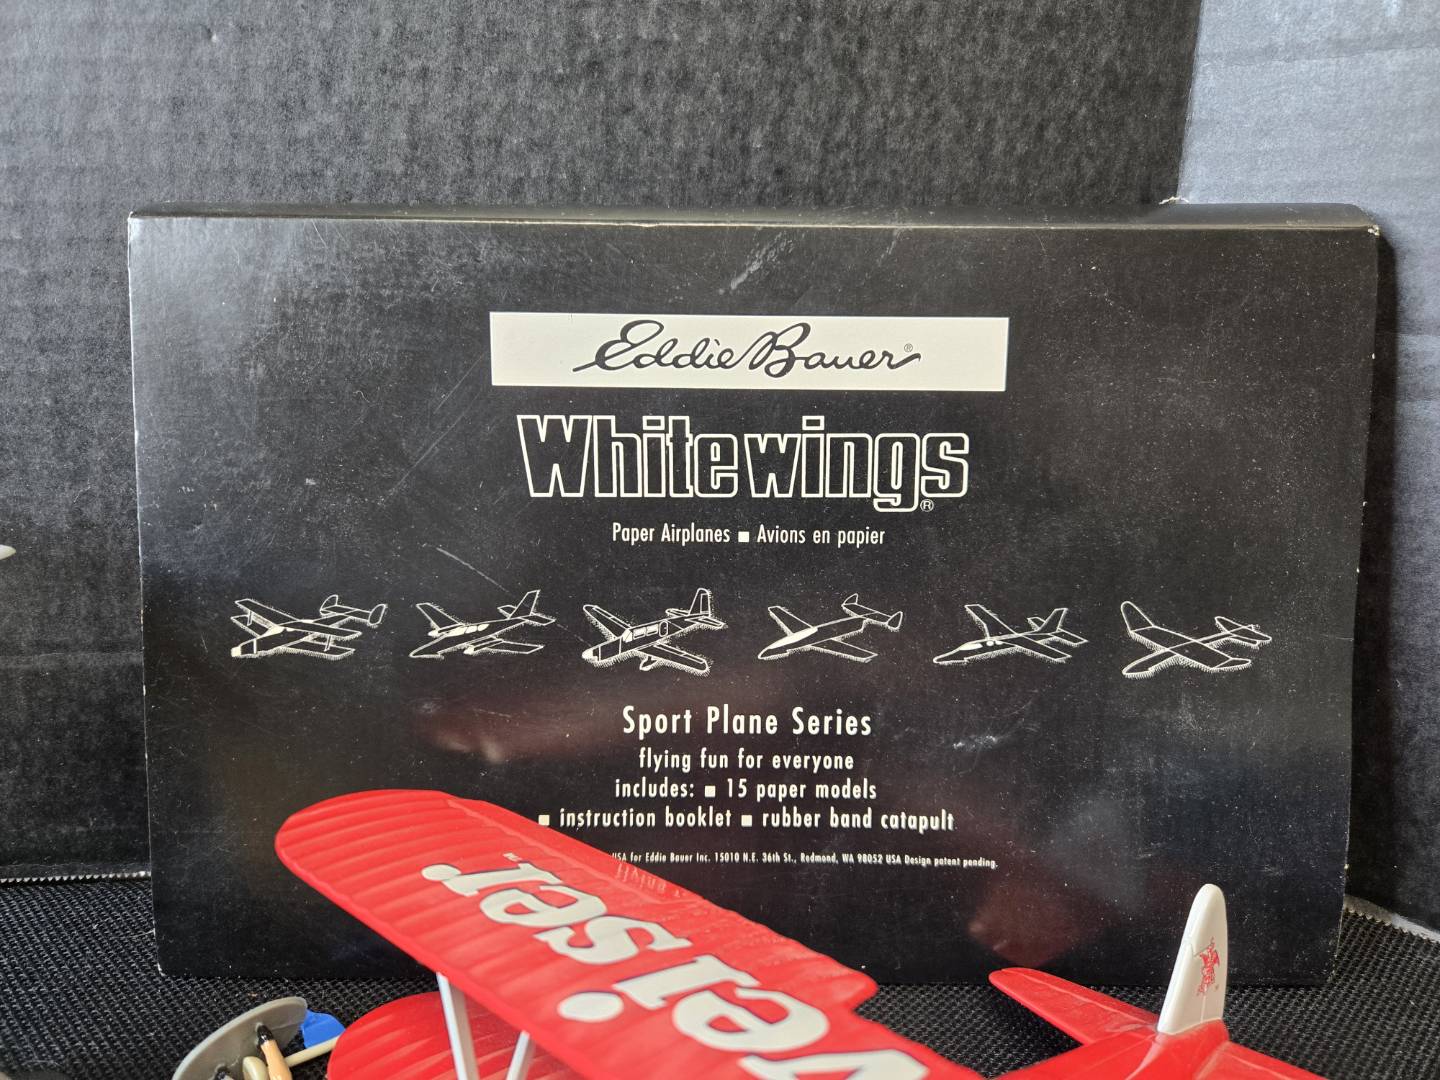 Eddie Bauer®
Whitewings®
Paper Airplanes ■ Avions en papier
Sport Plane Series
flying fun for everyone
includes: ■ 15 paper models
■ instruction booklet ■ rubber band catapult
USA for Eddie Bauer Inc. 15010 N.E. 36th St., Redmond, WA 98052 USA Design patent pending.
eiser.™